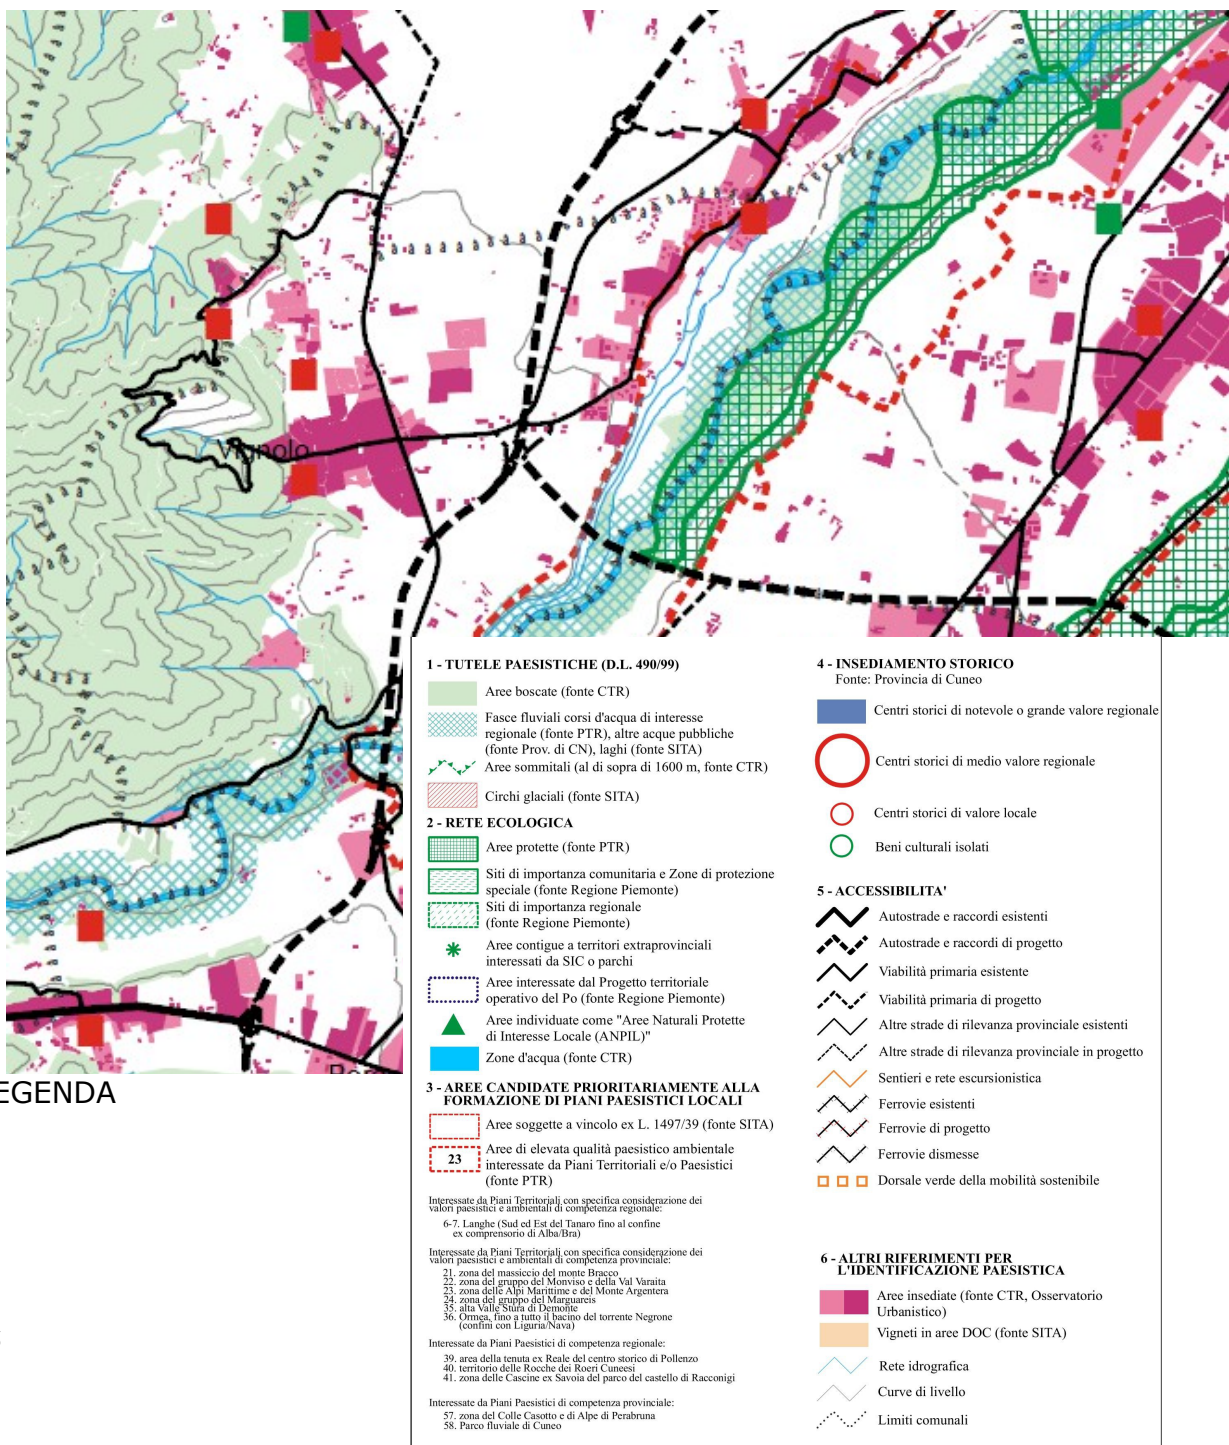 Vignolo
EGENDA
1 - TUTELE PAESISTICHE (D.L. 490/99)
Aree boscate (fonte CTR)
Fasce fluviali corsi d'acqua di interesse
regionale (fonte PTR), altre acque pubbliche
(fonte Prov. di CN), laghi (fonte SITA)
Aree sommitali (al di sopra di 1600 m, fonte CTR)
Circhi glaciali (fonte SITA)
2 - RETE ECOLOGICA
Aree protette (fonte PTR)
Siti di importanza comunitaria e Zone di protezione
speciale (fonte Regione Piemonte)
Siti di importanza regionale
(fonte Regione Piemonte)
Aree contigue a territori extraprovinciali
interessati da SIC o parchi
Aree interessate dal Progetto territoriale
operativo del Po (fonte Regione Piemonte)
Aree individuate come "Aree Naturali Protette
di Interesse Locale (ANPIL)"
Zone d'acqua (fonte CTR)
3 - AREE CANDIDATE PRIORITARIAMENTE ALLA
FORMAZIONE DI PIANI PAESISTICI LOCALI
Aree soggette a vincolo ex L. 1497/39 (fonte SITA)
23
Aree di elevata qualità paesistico ambientale
interessate da Piani Territoriali e/o Paesistici
(fonte PTR)
Interessate da Piani Territoriali con specifica considerazione dei
valori paesistici e ambientali di competenza regionale:
6-7. Langhe (Sud ed Est del Tanaro fino al confine
ex comprensorio di Alba/Bra)
Interessate da Piani Territoriali con specifica considerazione dei
valori paesistici e ambientali di competenza provinciale:
21. zona del massiccio del monte Bracco
22. zona del gruppo del Monviso e della Val Varaita
23. zona delle Alpi Marittime e del Monte Argentera
24. zona del gruppo del Marguareis
35. alta Valle Stura di Demonte
36. Ormea, fino a tutto il bacino del torrente Negrone
(confini con Liguria/Nava)
Interessate da Piani Paesistici di competenza regionale:
39. area della tenuta ex Reale del centro storico di Pollenzo
40. territorio delle Rocche dei Roeri Cuneesi
41. zona delle Cascine ex Savoia del parco del castello di Racconigi
Interessate da Piani Paesistici di competenza provinciale:
57. zona del Colle Casotto e di Alpe di Perabruna
58. Parco fluviale di Cuneo
4 - INSEDIAMENTO STORICO
Fonte: Provincia di Cuneo
Centri storici di notevole o grande valore regionale
Centri storici di medio valore regionale
Centri storici di valore locale
Beni culturali isolati
5 - ACCESSIBILITA'
Autostrade e raccordi esistenti
Autostrade e raccordi di progetto
Viabilità primaria esistente
Viabilità primaria di progetto
Altre strade di rilevanza provinciale esistenti
Altre strade di rilevanza provinciale in progetto
Sentieri e rete escursionistica
Ferrovie esistenti
Ferrovie di progetto
Ferrovie dismesse
Dorsale verde della mobilità sostenibile
6 - ALTRI RIFERIMENTI PER
L'IDENTIFICAZIONE PAESISTICA
Aree insediate (fonte CTR, Osservatorio
Urbanistico)
Vigneti in aree DOC (fonte SITA)
Rete idrografica
Curve di livello
Limiti comunali